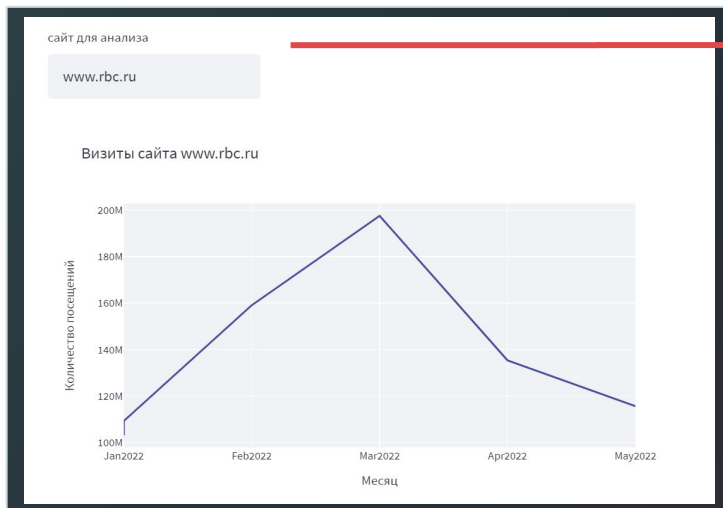 сайт для анализа
www.rbc.ru
Визиты сайта www.rbc.ru
200M
180M
160M
140M
120M
100M
Количество посещений
Jan2022 Feb2022 Mar2022 Apr2022 May2022
Месяц